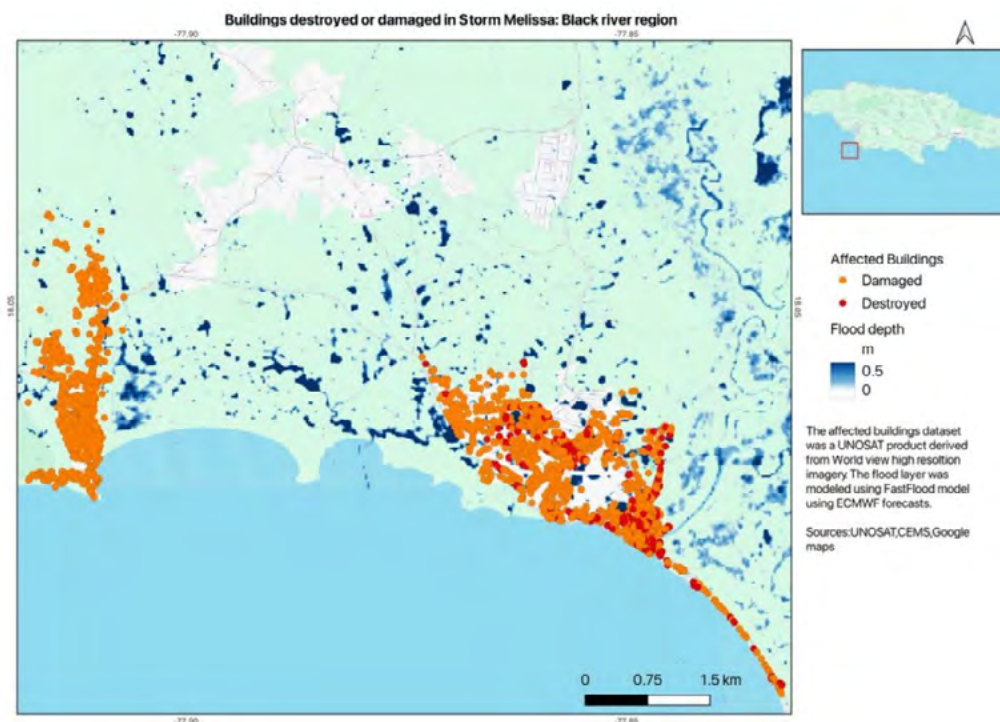 Buildings destroyed or damaged in Storm Melissa: Black river region
-77.90
-77.85
18.05
18.05
Affected Buildings
Damaged
Destroyed
Flood depth
m
0.5
0
The affected buildings dataset
was a UNOSAT product derived
from World view high resoltion
imagery. The flood layer was
modeled using FastFlood model
using ECMWF forecasts.
Sources:UNOSAT,CEMS,Google
maps
0
0.75
1.5 km
-77.90
-77.85